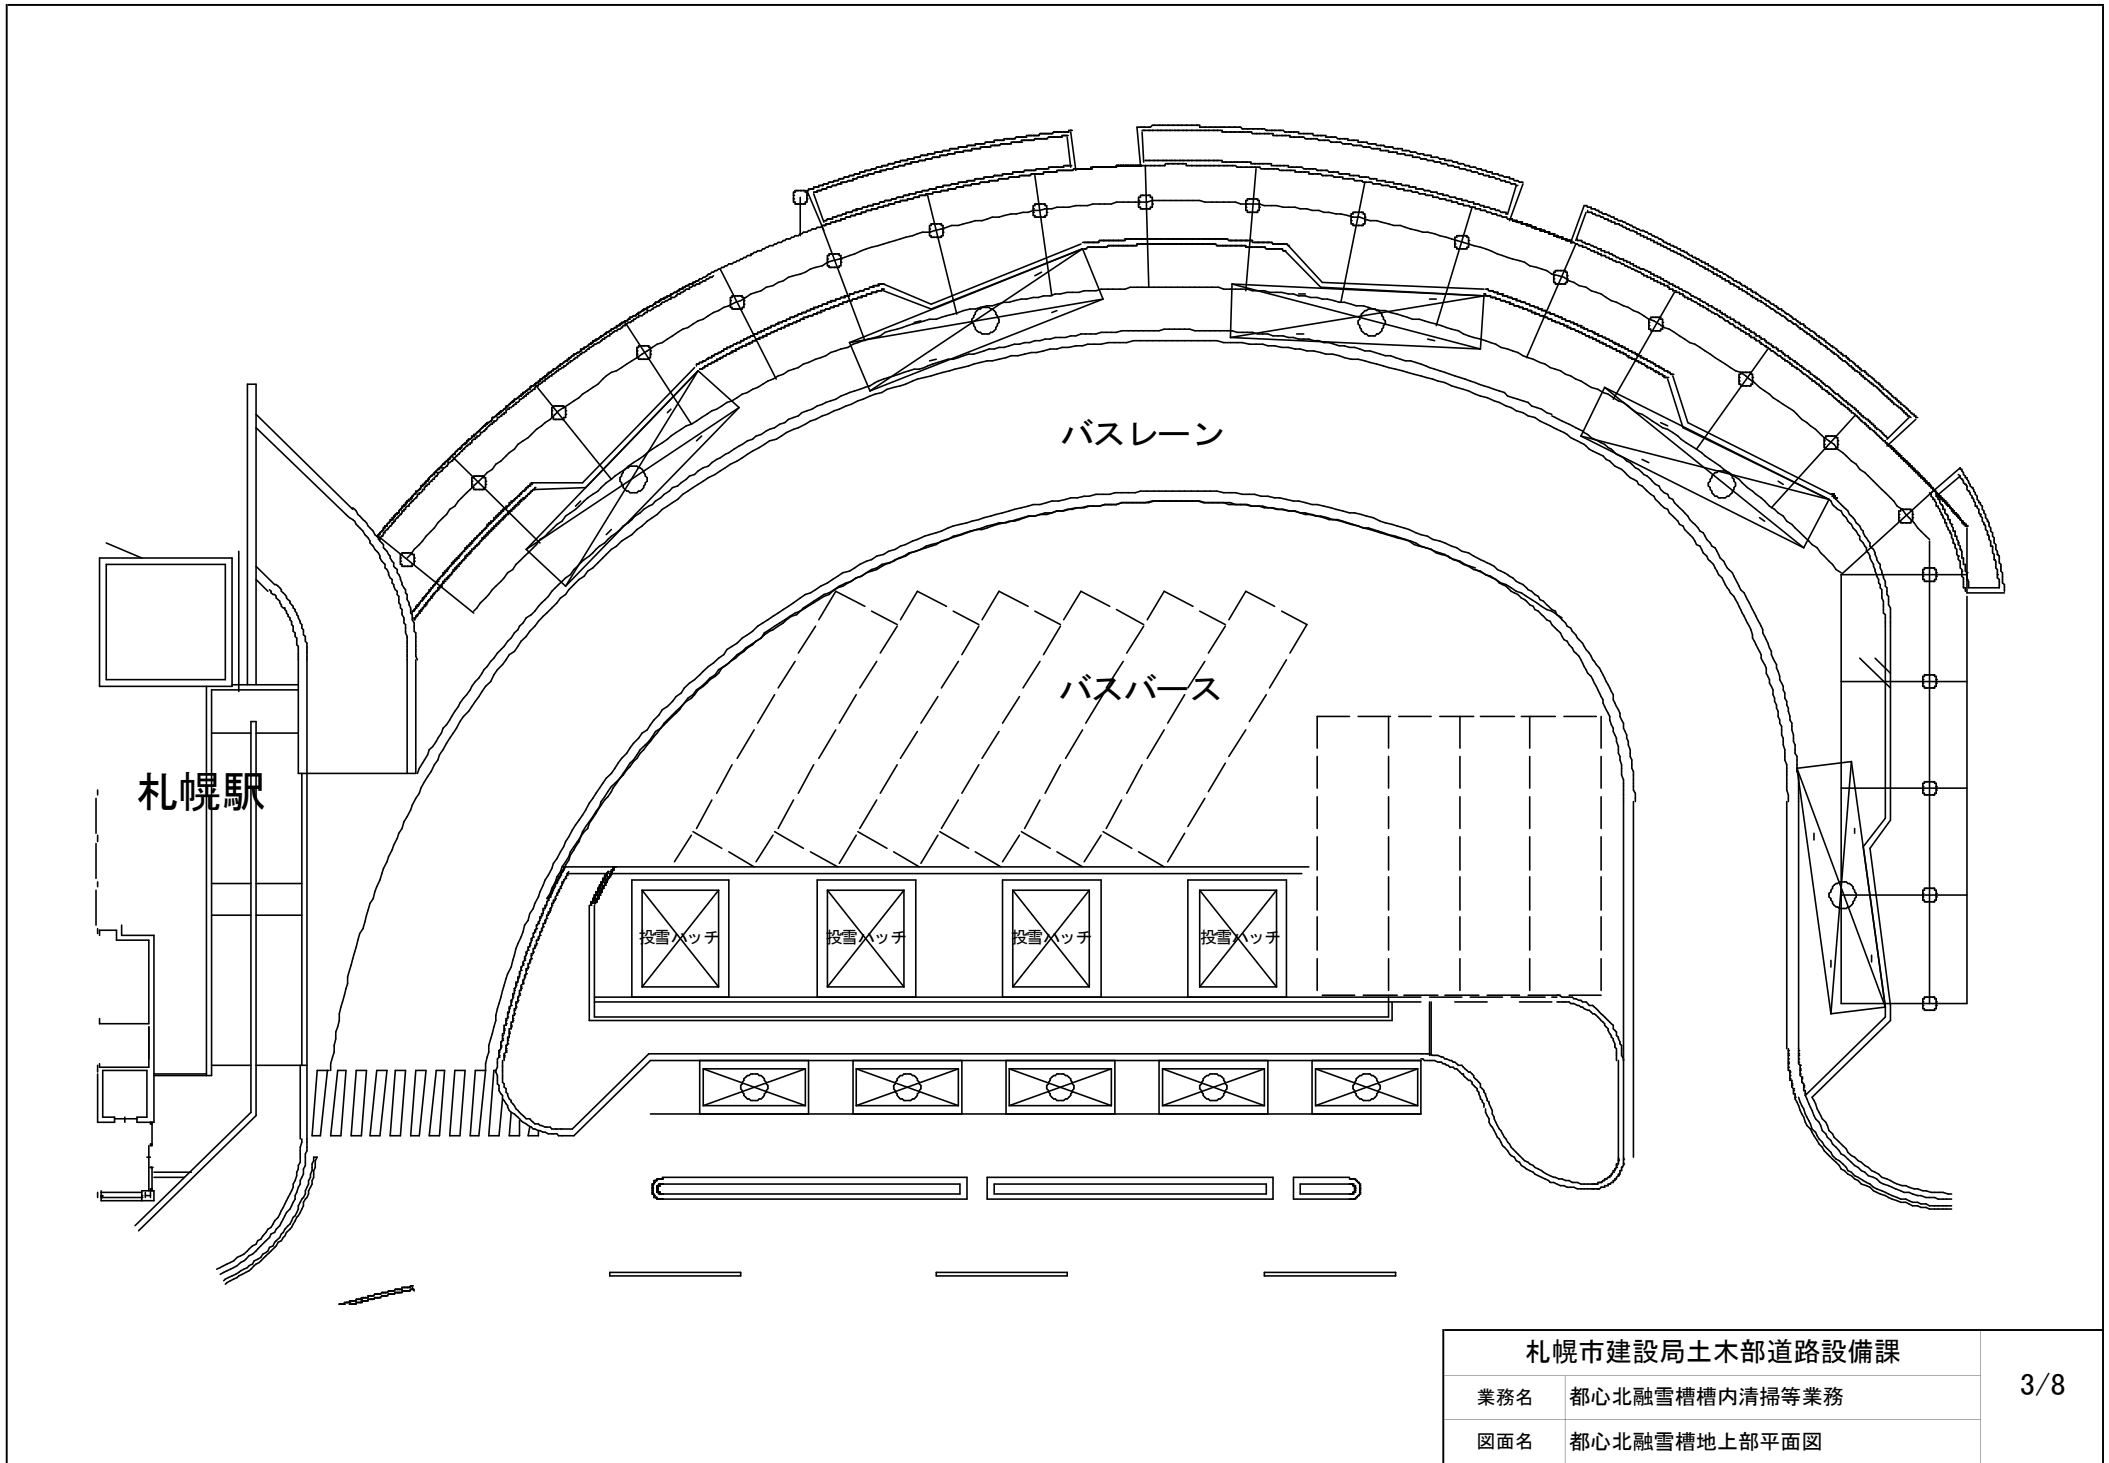 バスレーン
バスバース
札幌駅
投雪ハッチ
投雪ハッチ
投雪ハッチ
投雪ハッチ
札幌市建設局土木部道路設備課
業務名 都心北融雪槽槽内清掃等業務
図面名 都心北融雪槽地上部平面図
3/8